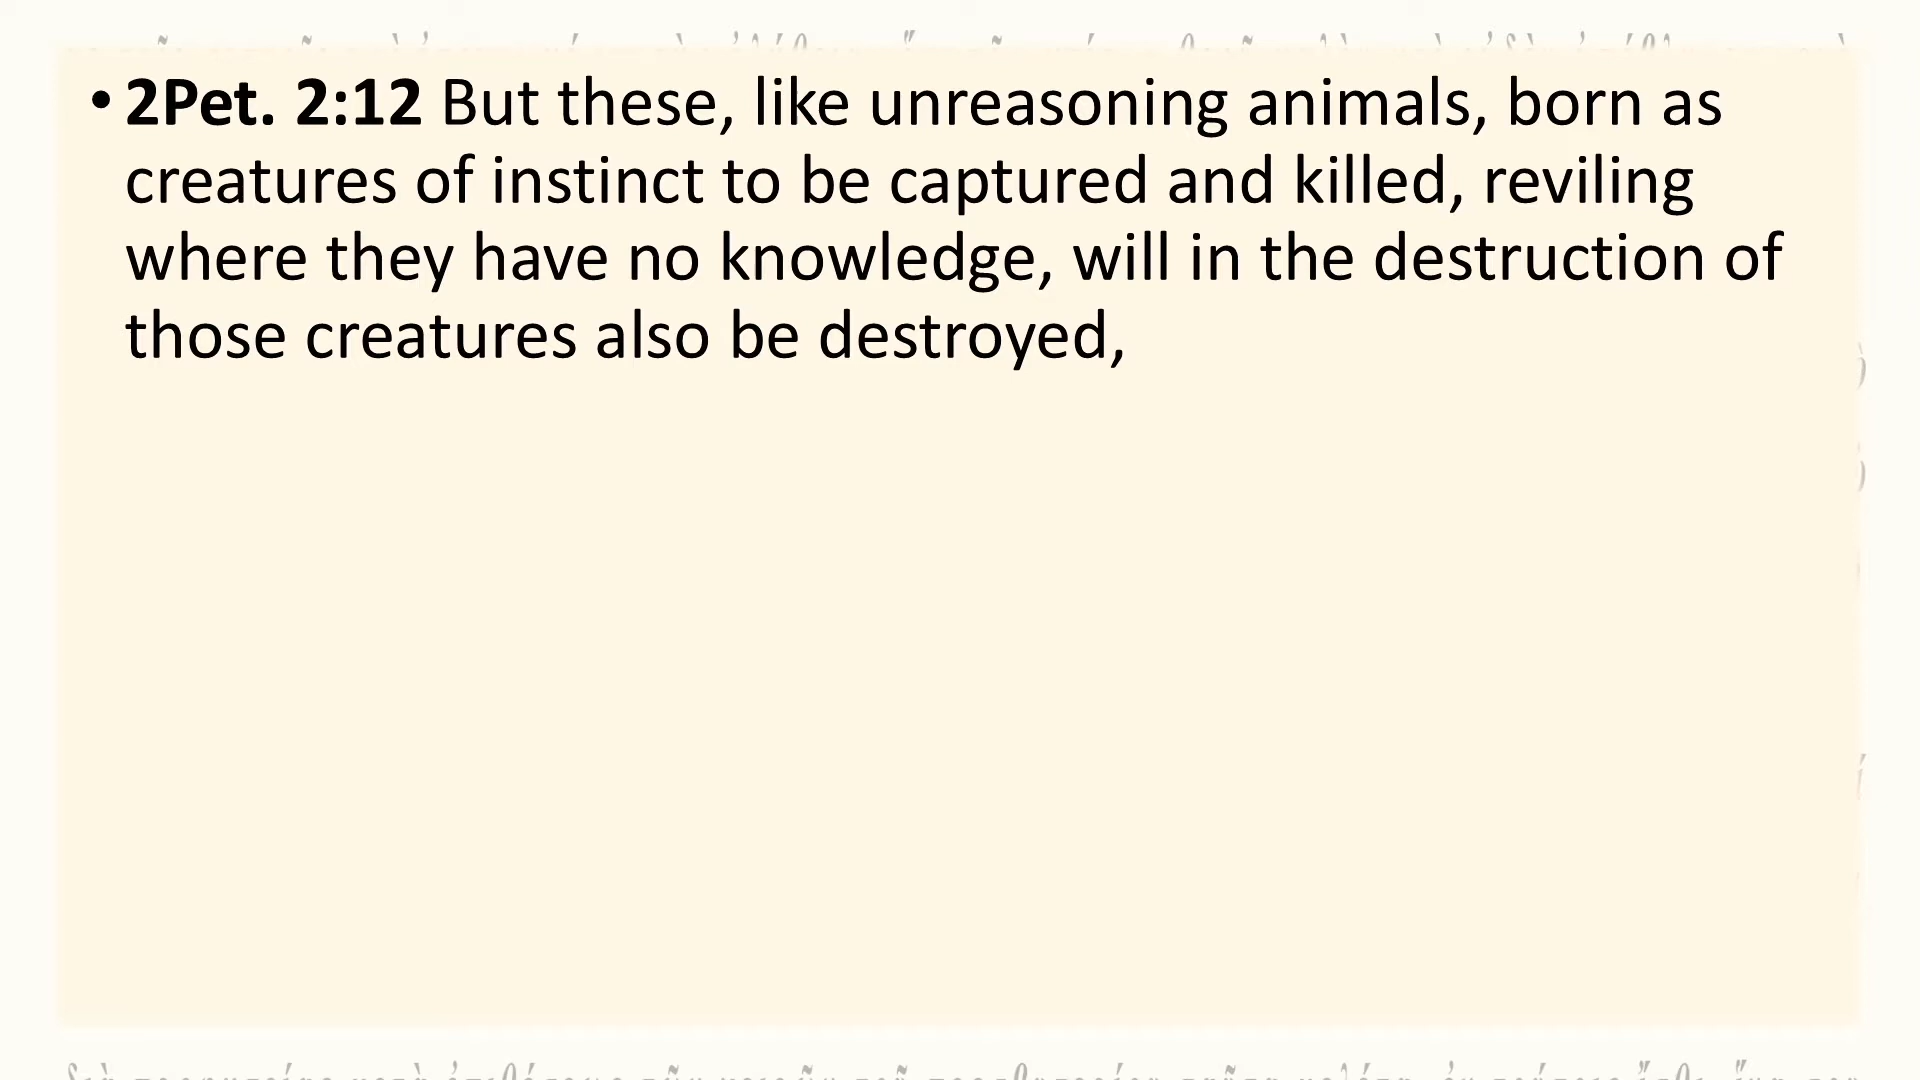 • 2Pet. 2:12 But these, like unreasoning animals, born as
creatures of instinct to be captured and killed, reviling
where they have no knowledge, will in the destruction of
those creatures also be destroyed,